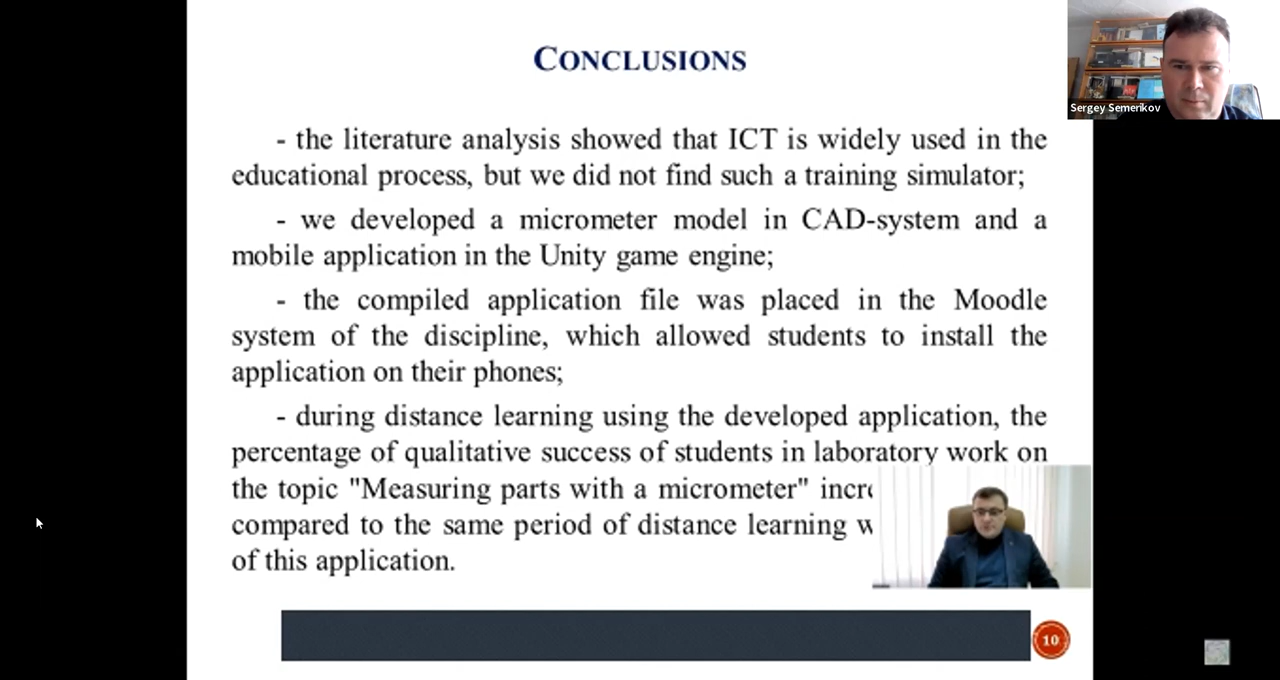 CONCLUSIONS
Sergey Semerikov
- the literature analysis showed that ICT is widely used in the
educational process, but we did not find such a training simulator;
- we developed a micrometer model in CAD-system and a
mobile application in the Unity game engine;
- the compiled application file was placed in the Moodle
system of the discipline, which allowed students to install the
application on their phones;
- during distance learning using the developed application, the
percentage of qualitative success of students in laboratory work on
the topic "Measuring parts with a micrometer"
compared to the same period of distance learning
of this application.
10